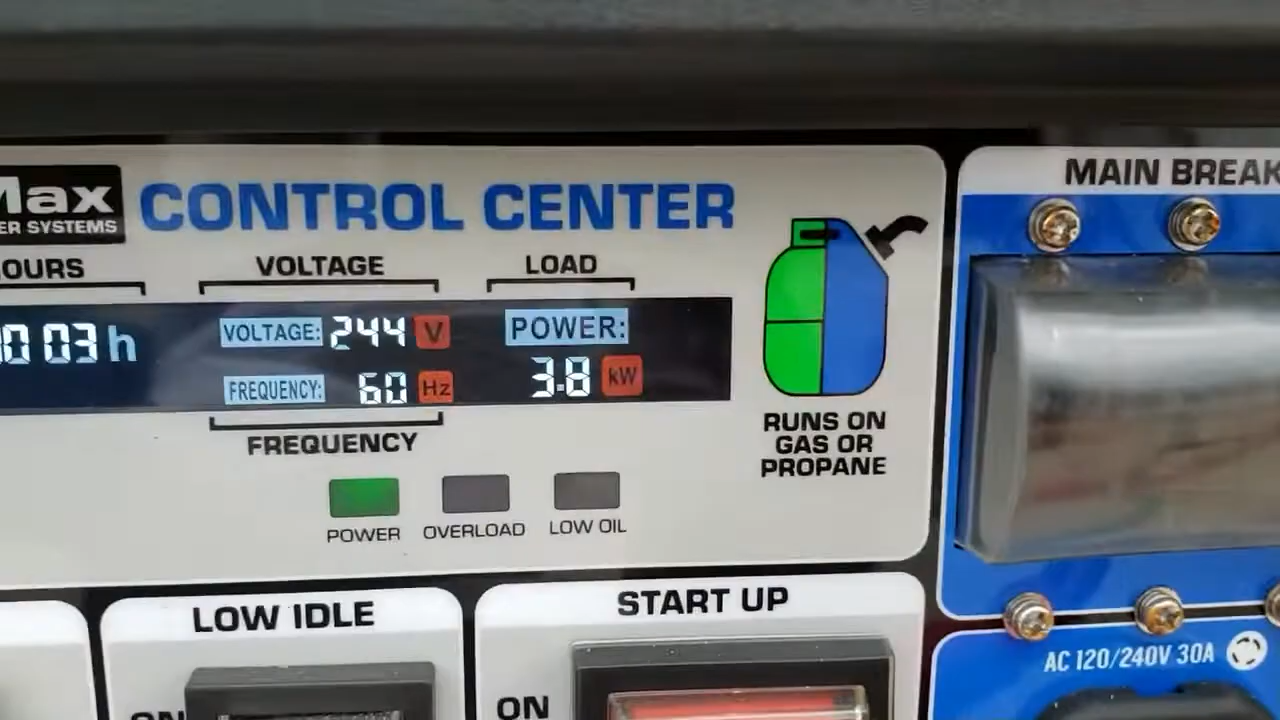 Max
ER SYSTEMS
CONTROL CENTER
OURS
VOLTAGE
LOAD
003h
VOLTAGE: 244 V
POWER:
3.8 kW
FREQUENCY: 60 Hz
FREQUENCY
POWER
OVERLOAD
LOW OIL
RUNS ON
GAS OR
PROPANE
MAIN BREAK
LOW IDLE
ON
START UP
ON
AC 120/240V 30A